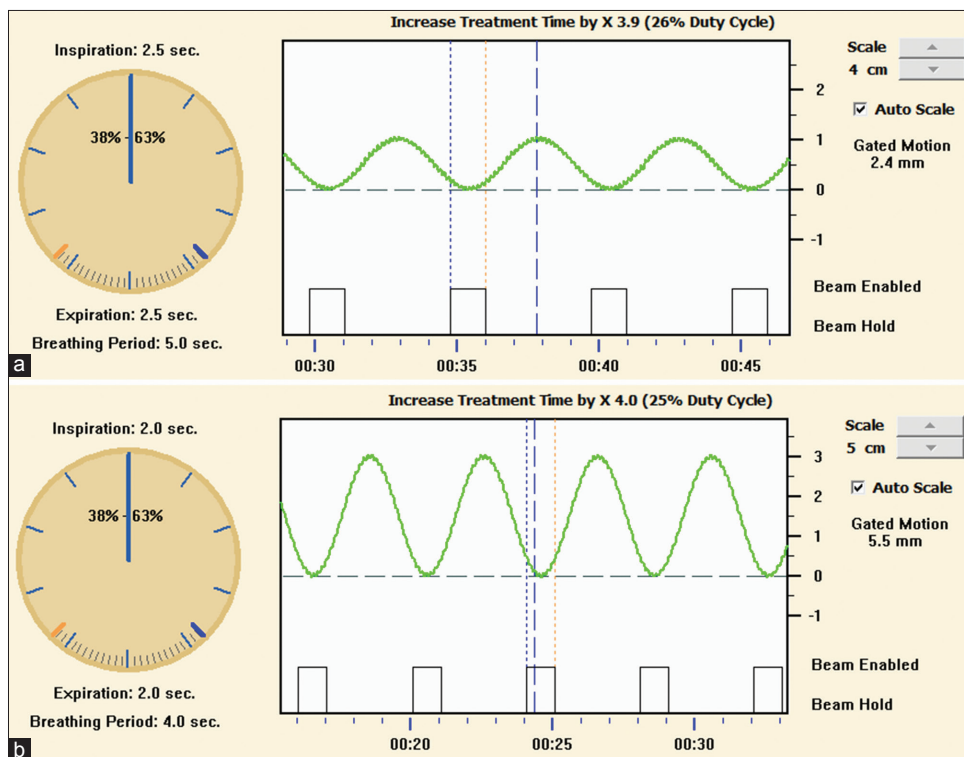 Increase Treatment Time by X 3.9 (26% Duty Cycle)
Inspiration: 2.5 sec.
38% - 63%
Expiration: 2.5 sec.
Breathing Period: 5.0 sec.
2
1
0
-1
Scale
4 cm
Auto Scale
Gated Motion
2.4 mm
Beam Enabled
Beam Hold
00:30 00:35 00:40 00:45
a
Increase Treatment Time by X 4.0 (25% Duty Cycle)
Inspiration: 2.0 sec.
38% - 63%
Expiration: 2.0 sec.
Breathing Period: 4.0 sec.
3
2
1
0
-1
Scale
5 cm
Auto Scale
Gated Motion
5.5 mm
Beam Enabled
Beam Hold
00:20 00:25 00:30
b